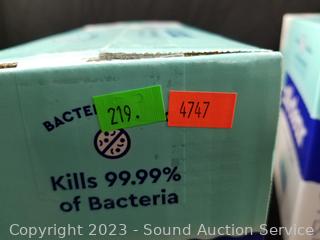 BACTE
219.
4747
Kills 99.99%
of Bacteria
Copyright 2023 - Sound Auction Service